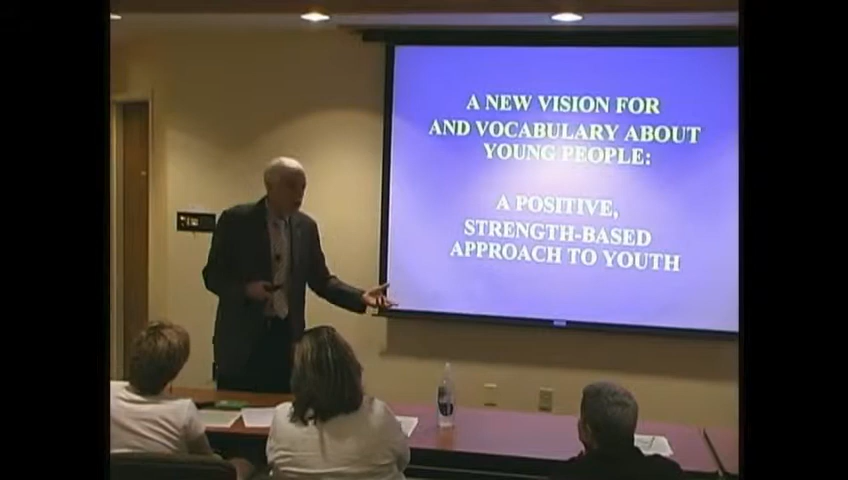 A NEW VISION FOR
AND VOCABULARY ABOUT
YOUNG PEOPLE:
A POSITIVE,
STRENGTH-BASED
APPROACH TO YOUTH